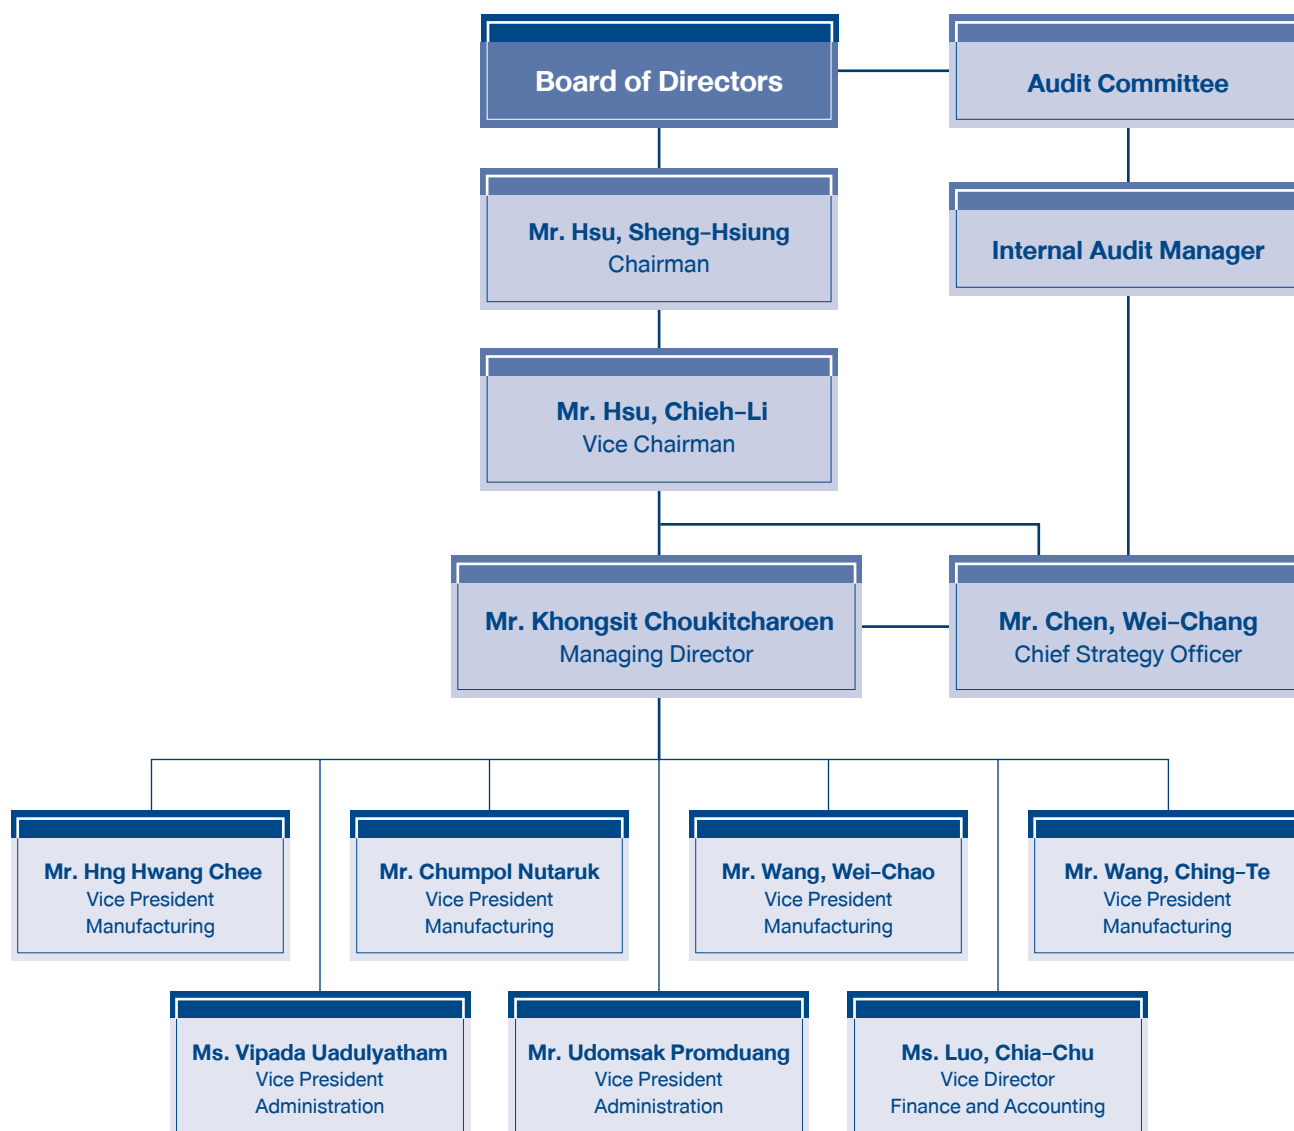 Board of Directors
Audit Committee
Mr. Hsu, Sheng-Hsiung
Chairman
Internal Audit Manager
Mr. Hsu, Chieh-Li
Vice Chairman
Mr. Khongsit Choukitcharoen
Managing Director
Mr. Chen, Wei-Chang
Chief Strategy Officer
Mr. Hng Hwang Chee
Vice President
Manufacturing
Mr. Chumpol Nutaruk
Vice President
Manufacturing
Mr. Wang, Wei-Chao
Vice President
Manufacturing
Mr. Wang, Ching-Te
Vice President
Manufacturing
Ms. Vipada Uadulyatham
Vice President
Administration
Mr. Udomsak Promduang
Vice President
Administration
Ms. Luo, Chia-Chu
Vice Director
Finance and Accounting